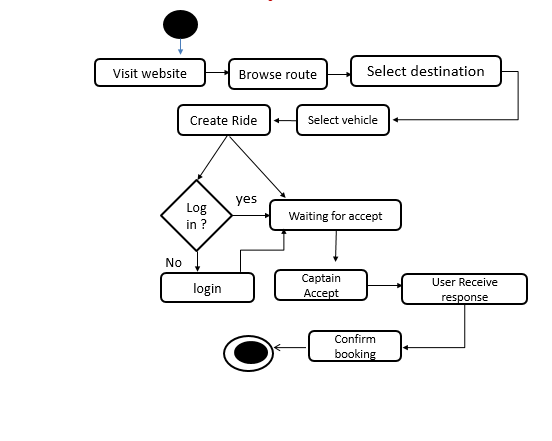 Visit website
Browse route
Select destination
Create Ride
Select vehicle
Log
in ?
yes
Waiting for accept
No
login
Captain
Accept
User Receive
response
Confirm
booking